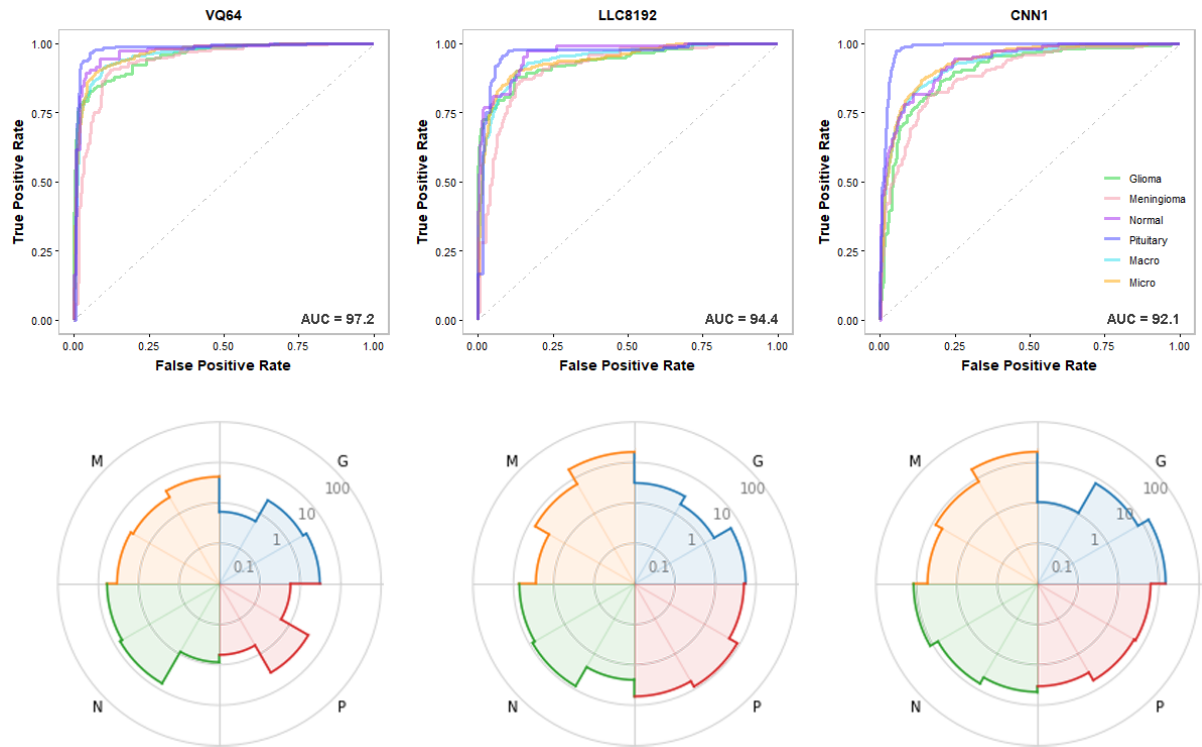 VQ64
LLC8192
CNN1
True Positive Rate
1.00
0.75
0.50
0.25
0.00
AUC = 97.2
0.00 0.25 0.50 0.75 1.00
False Positive Rate
True Positive Rate
1.00
0.75
0.50
0.25
0.00
AUC = 94.4
0.00 0.25 0.50 0.75 1.00
False Positive Rate
True Positive Rate
1.00
0.75
0.50
0.25
0.00
Glioma
Meningioma
Normal
Pituitary
Macro
Micro
AUC = 92.1
0.00 0.25 0.50 0.75 1.00
False Positive Rate
M G
100
10
1
0.1
N P
M G
100
10
1
0.1
N P
M G
100
10
1
0.1
N P